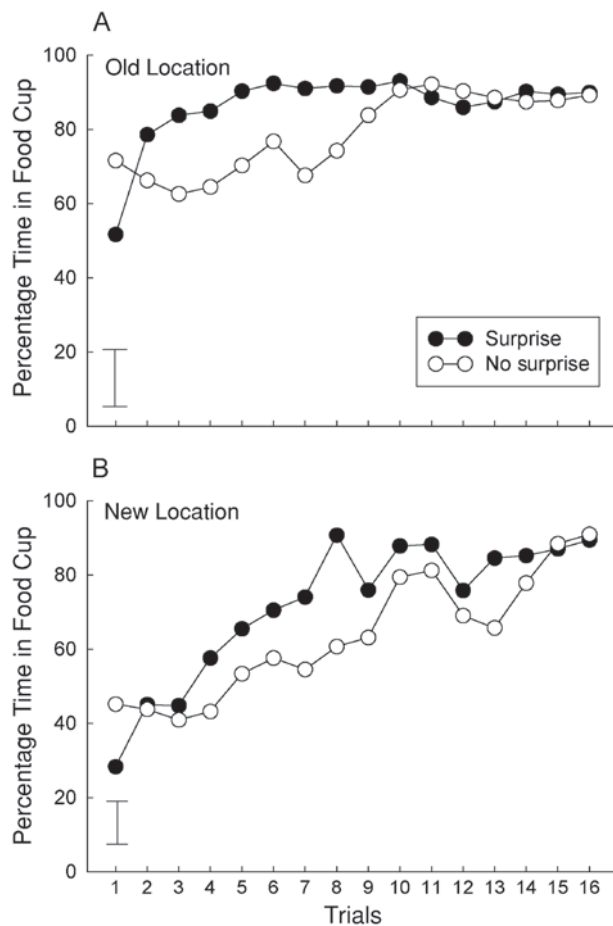 A
Old Location
Percentage Time in Food Cup
100
80
60
40
20
0
Surprise
No surprise
B
New Location
Percentage Time in Food Cup
100
80
60
40
20
0
1 2 3 4 5 6 7 8 9 10 11 12 13 14 15 16
Trials